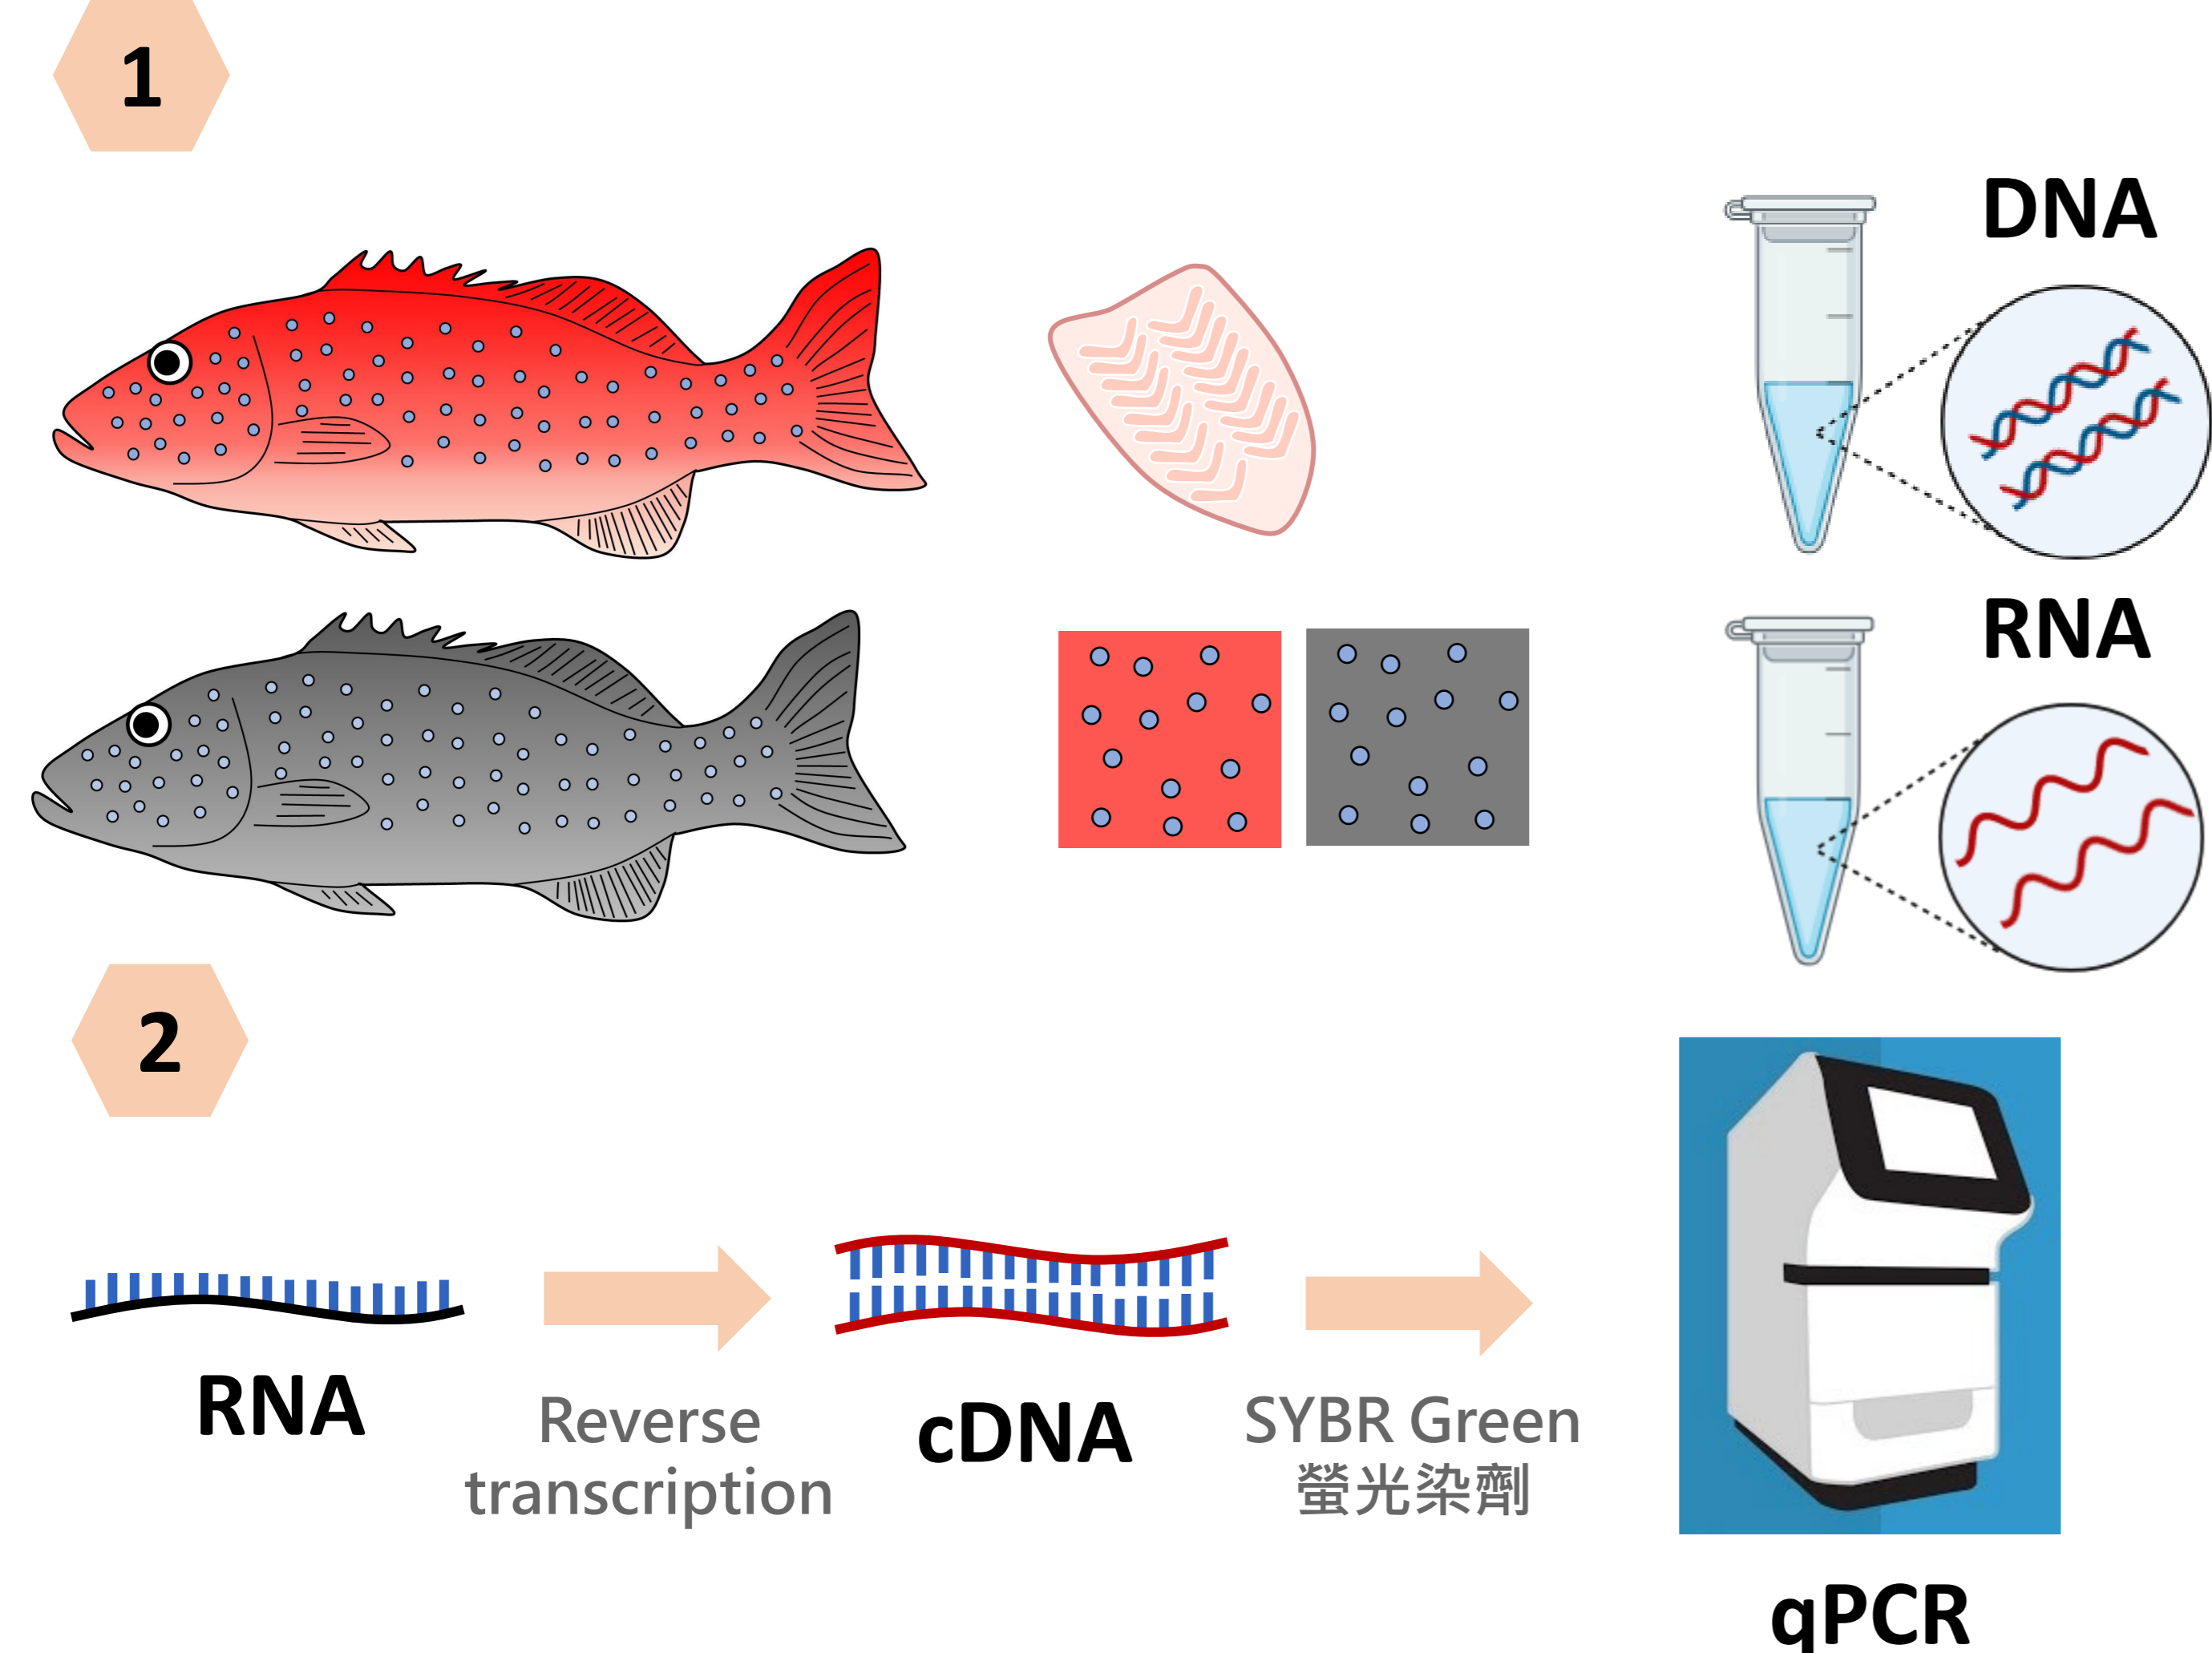 1
DNA
RNA
2
RNA
Reverse
transcription
cDNA
SYBR Green
螢光染劑
qPCR